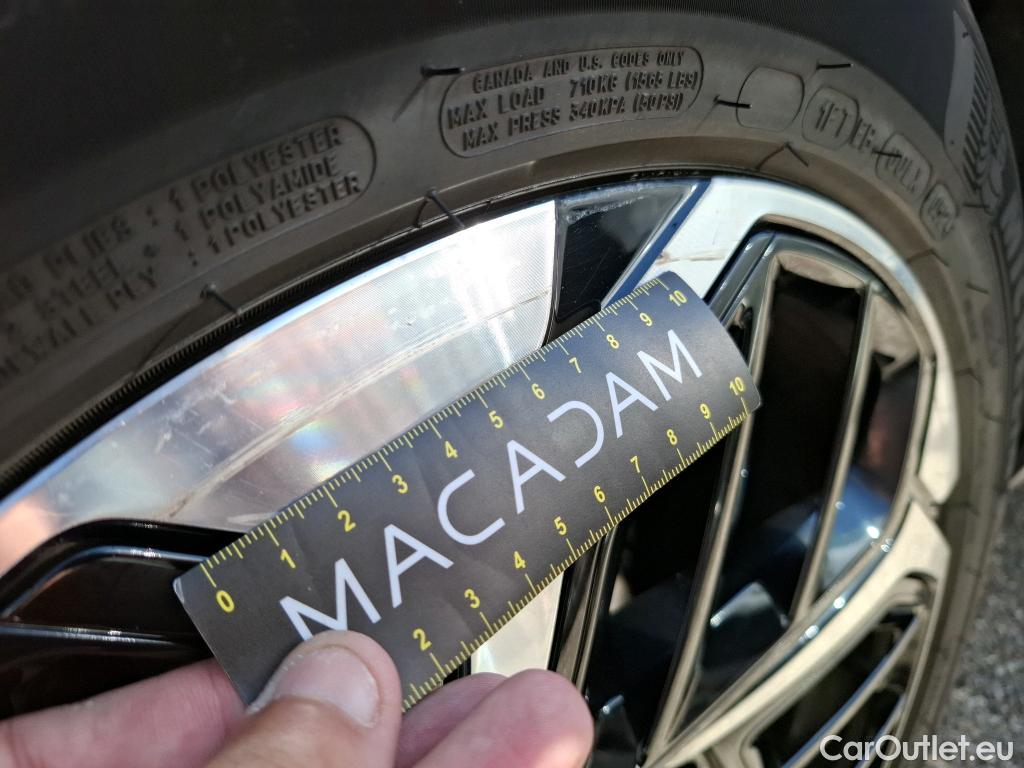 CANADA AND U.S. CODES ONLY
MAX LOAD 710KG (1565 LBS)
MAX PRESS 340KPA (50PSI)
: 1 POLYESTER
+ 1 POLYAMIDE
PLY : 1 POLYESTER
1 2 3 4 5 6 7 8 9 10
MACADAM
0
2 3 4 5 6 7 8 9 10
CarOutlet.eu